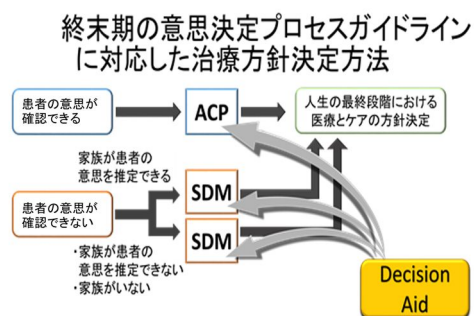 終末期の意思決定プロセスガイドライン
に対応した治療方針決定方法
患者の意思が
確認できる
ACP
人生の最終段階における
医療とケアの方針決定
家族が患者の
意思を推定できる
患者の意思が
確認できない
SDM
SDM
・家族が患者の
意思を推定できない
・家族がいない
Decision
Aid